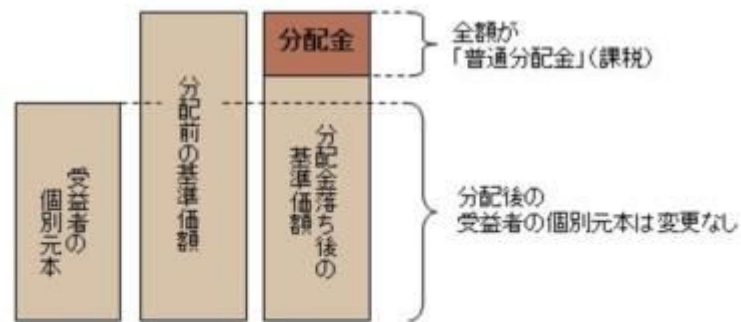 受益者の
個別元本
分配前の基準価額
分配金
分配金落ち後の
基準価額
全額が
「普通分配金」(課税)
分配後の
受益者の個別元本は変更なし